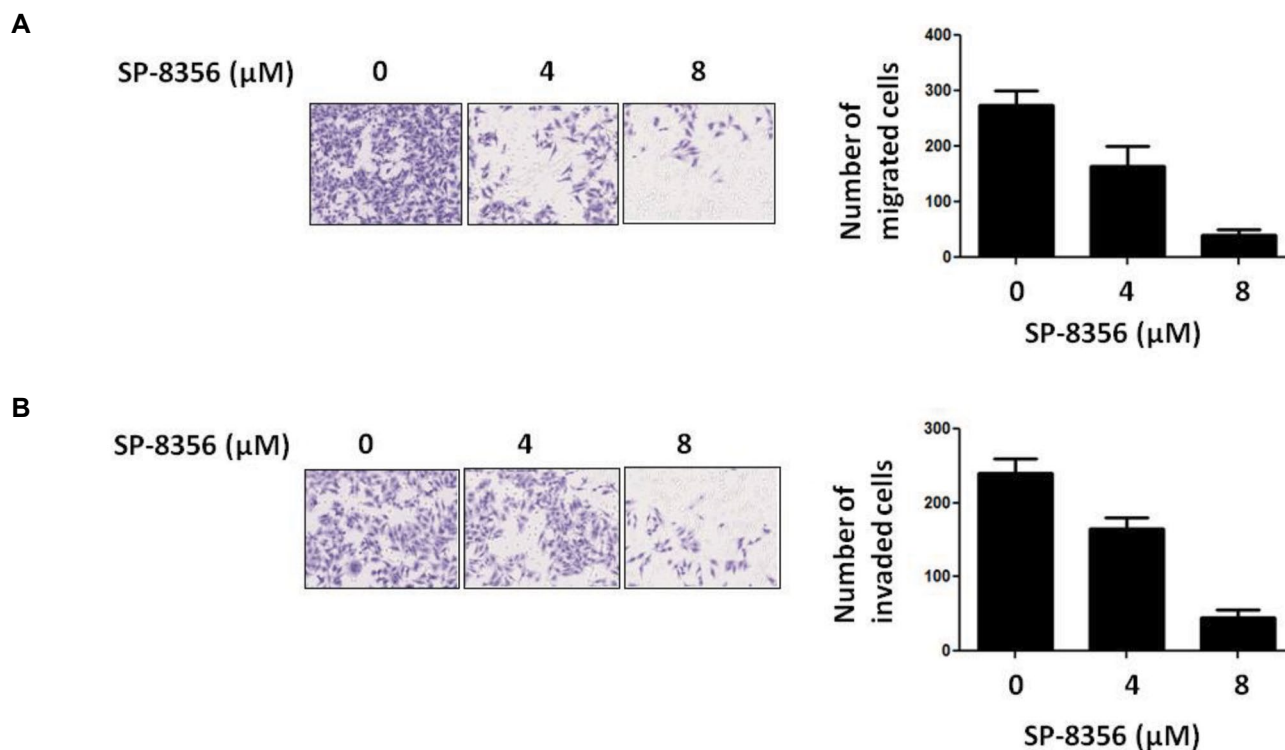 A
SP-8356 (µM) 0 4 8
Number of
migrated cells
400
300
200
100
0
0 4 8
SP-8356 (µM)
B
SP-8356 (µM) 0 4 8
Number of
invaded cells
300
200
100
0
0 4 8
SP-8356 (µM)